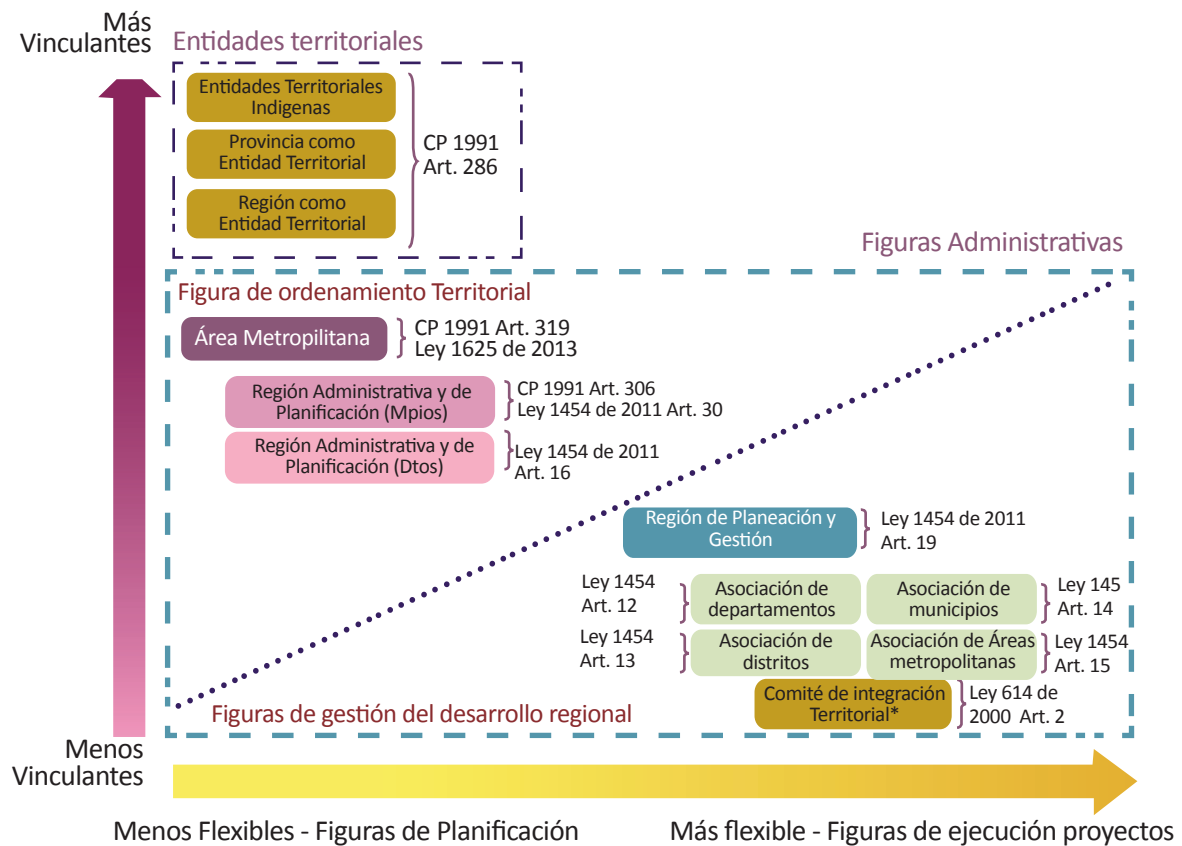 Más
Vinculantes
Entidades territoriales
Entidades Territoriales
Indigenas
Provincia como
Entidad Territorial
Región como
Entidad Territorial
CP 1991
Art. 286
Figuras Administrativas
Figura de ordenamiento Territorial
Área Metropilitana
CP 1991 Art. 319
Ley 1625 de 2013
Región Administrativa y de
Planificación (Mpios)
CP 1991 Art. 306
Ley 1454 de 2011 Art. 30
Región Administrativa y de
Planificación (Dtos)
Ley 1454 de 2011
Art. 16
Región de Planeación y
Gestión
Ley 1454 de 2011
Art. 19
Ley 1454
Art. 12
Asociación de
departamentos
Asociación de
municipios
Ley 145
Art. 14
Ley 1454
Art. 13
Asociación de
distritos
Asociación de Áreas
metropolitanas
Ley 1454
Art. 15
Comité de integración
Territorial*
Ley 614 de
2000 Art. 2
Figuras de gestión del desarrollo regional
Menos
Vinculantes
Menos Flexibles - Figuras de Planificación
Más flexible - Figuras de ejecución proyectos